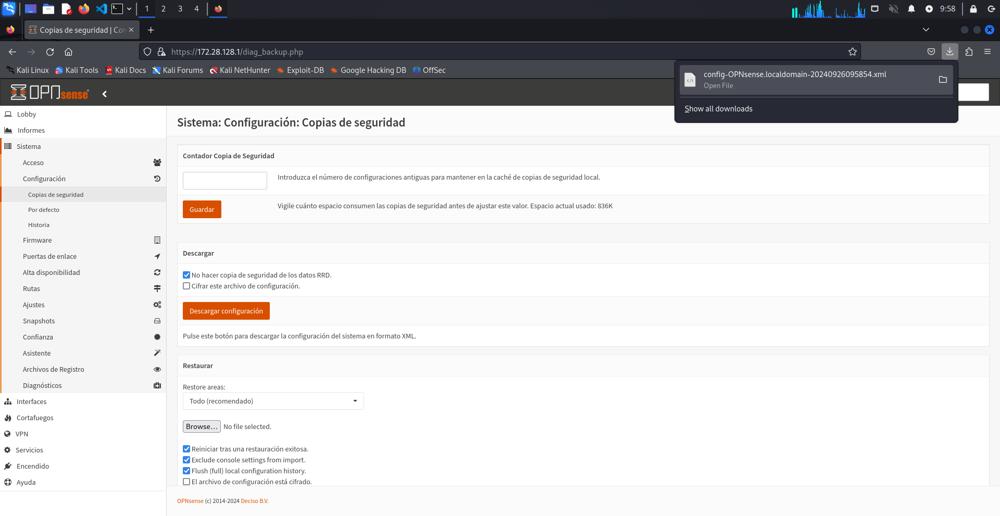 1 2 3 4
9:58
Copias de seguridad | Con
https://172.28.128.1/diag_backup.php
Kali Linux Kali Tools Kali Docs Kali Forums Kali NetHunter Exploit-DB Google Hacking DB OffSec
config-OPNsense.localdomain-20240926095854.xml
Open File
Show all downloads
OPNsense
Lobby
Informes
Sistema
Acceso
Configuración
Copias de seguridad
Por defecto
Historia
Firmware
Puertas de enlace
Alta disponibilidad
Rutas
Ajustes
Snapshots
Confianza
Asistente
Archivos de Registro
Diagnósticos
Interfaces
Cortafuegos
VPN
Servicios
Encendido
Ayuda
Sistema: Configuración: Copias de seguridad
Contador Copia de Seguridad
Introduzca el número de configuraciones antiguas para mantener en la caché de copias de seguridad local.
Guardar
Vigile cuánto espacio consumen las copias de seguridad antes de ajustar este valor. Espacio actual usado: 836K
Descargar
No hacer copia de seguridad de los datos RRD.
Cifrar este archivo de configuración.
Descargar configuración
Pulse este botón para descargar la configuración del sistema en formato XML.
Restaurar
Restore areas:
Todo (recomendado)
Browse... No file selected.
Reiniciar tras una restauración exitosa.
Exclude console settings from import.
Flush (full) local configuration history.
El archivo de configuración está cifrado.
OPNsense (c) 2014-2024 Deciso B.V.